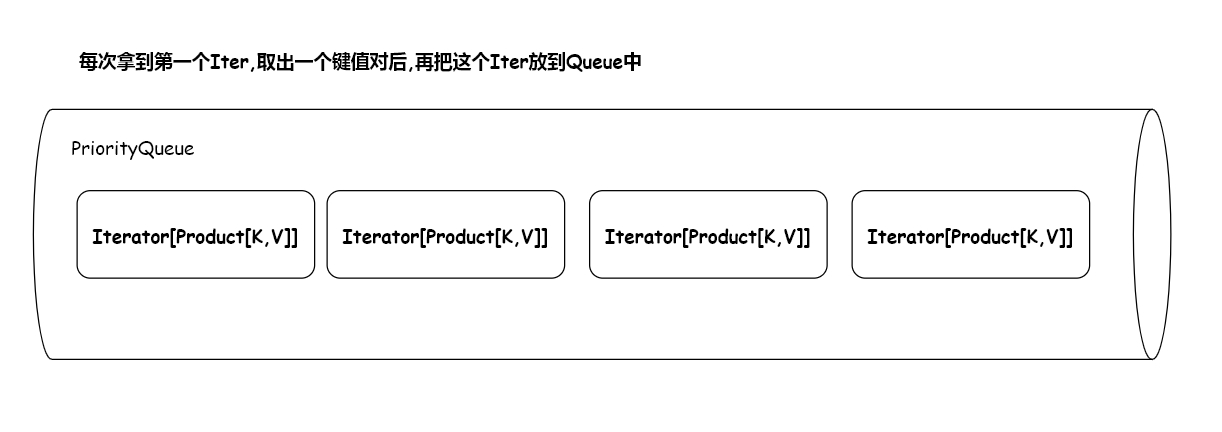 每次拿到第一个Iter,取出一个键值对后,再把这个Iter放到Queue中
PriorityQueue
Iterator[Product[K,V]] Iterator[Product[K,V]] Iterator[Product[K,V]] Iterator[Product[K,V]]